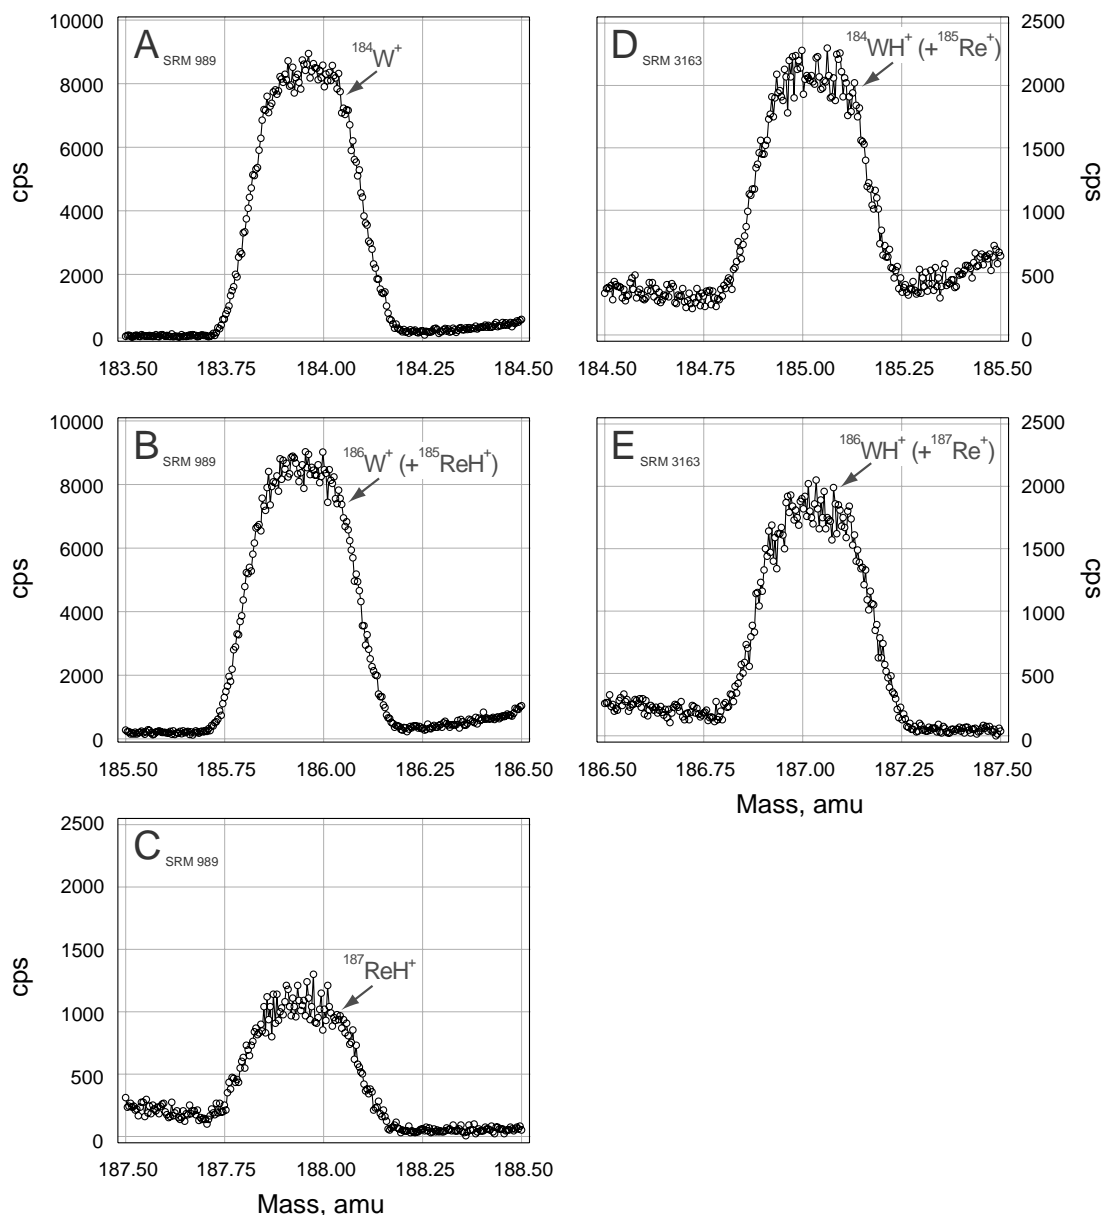 A SRM 989
¹⁸⁴W⁺
cps
10000
8000
6000
4000
2000
0
183.50 183.75 184.00 184.25 184.50
D SRM 3163
¹⁸⁴WH⁺ (+¹⁸⁵Re⁺)
2500
2000
1500
1000
500
0
cps
184.50 184.75 185.00 185.25 185.50
B SRM 989
¹⁸⁶W⁺ (+¹⁸⁵ReH⁺)
cps
10000
8000
6000
4000
2000
0
185.50 185.75 186.00 186.25 186.50
E SRM 3163
¹⁸⁶WH⁺ (+¹⁸⁷Re⁺)
2500
2000
1500
1000
500
0
cps
186.50 186.75 187.00 187.25 187.50
Mass, amu
C SRM 989
¹⁸⁷ReH⁺
cps
2500
2000
1500
1000
500
0
187.50 187.75 188.00 188.25 188.50
Mass, amu